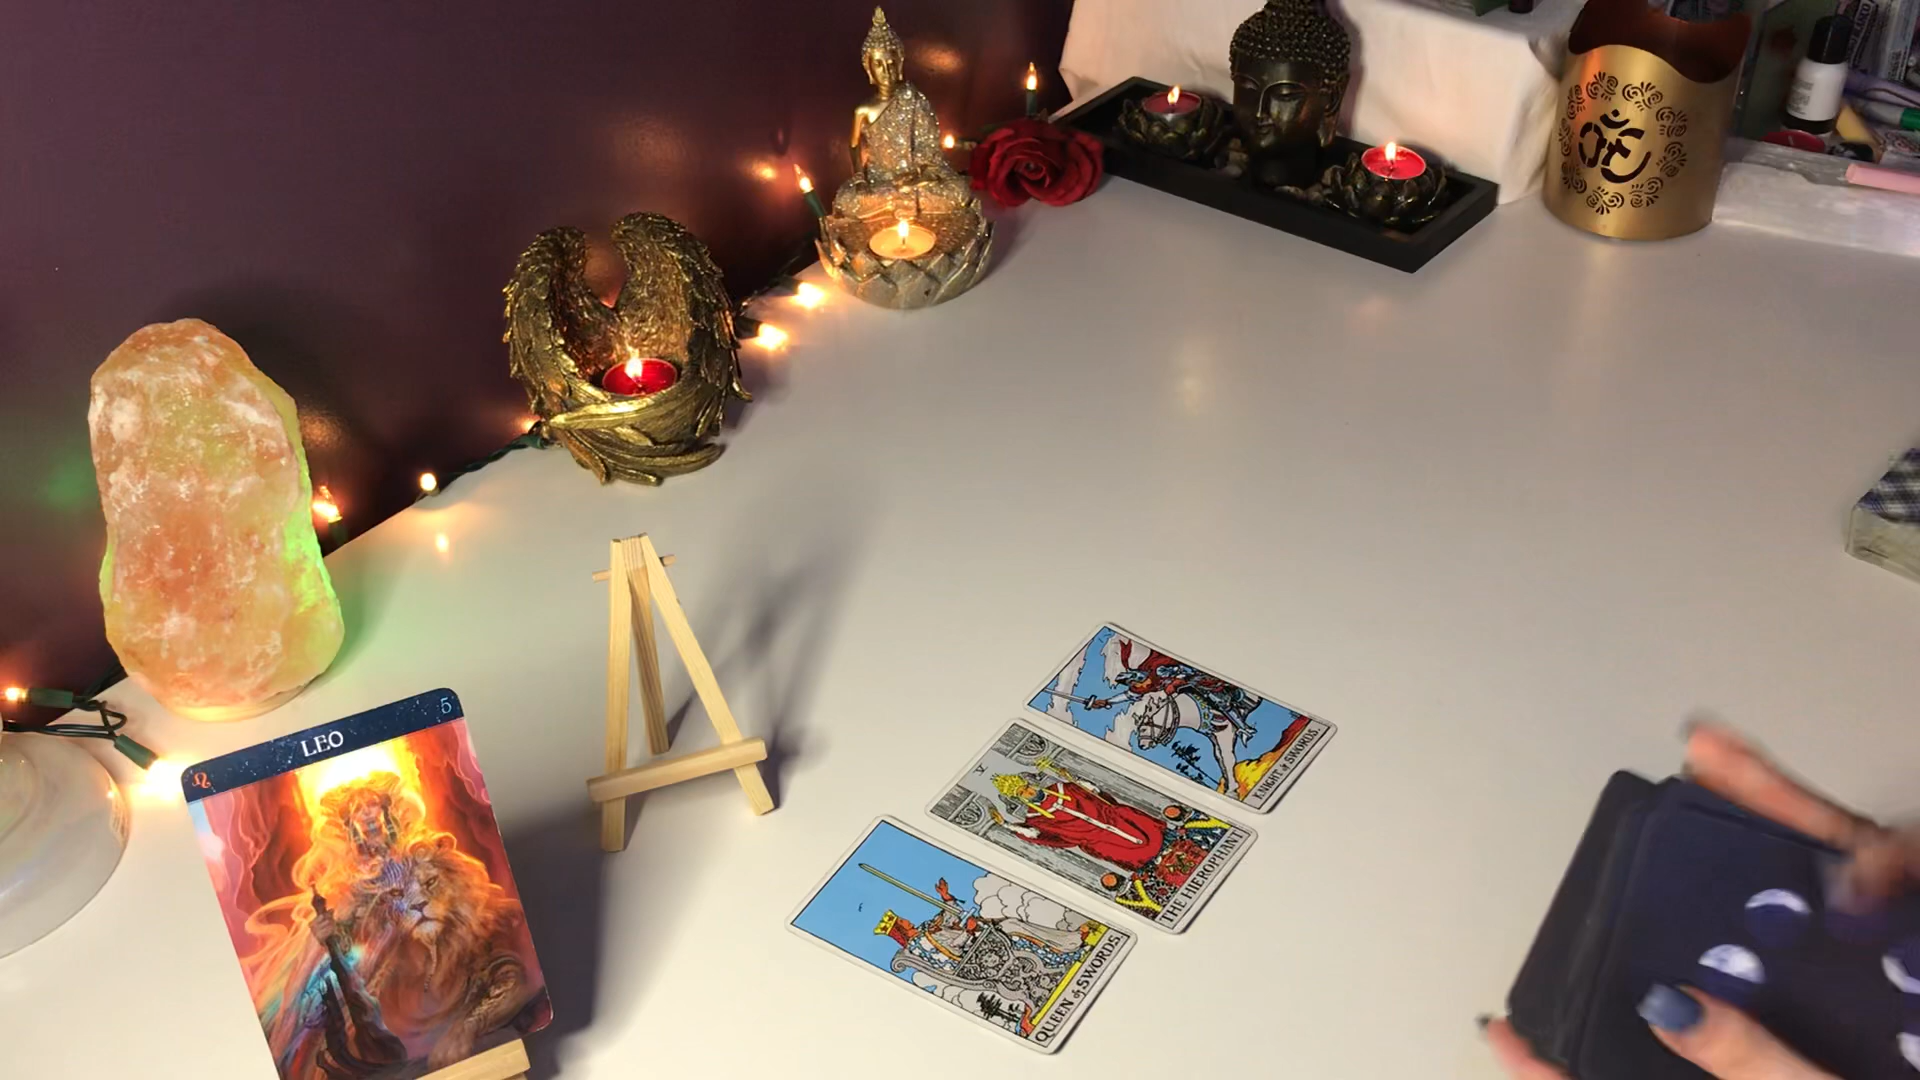 5
LEO
♌
ॐ
KNIGHT of SWORDS.
V
THE HIEROPHANT
QUEEN of SWORDS.